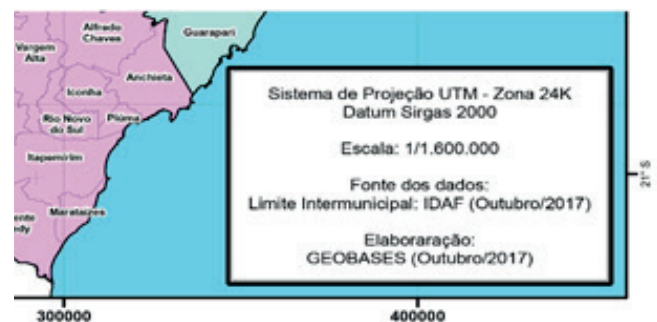 Alfredo
Chaves
Guarapari
Vargem
Alta
Anchieta
Iconha
Rio Novo
do Sul
Piúma
Itapemirim
Marataízes
ente
edy
Sistema de Projeção UTM - Zona 24K
Datum Sirgas 2000
Escala: 1/1.600.000
Fonte dos dados:
Limite Intermunicipal: IDAF (Outubro/2017)
Elaboraração:
GEOBASES (Outubro/2017)
21° S
300000
400000